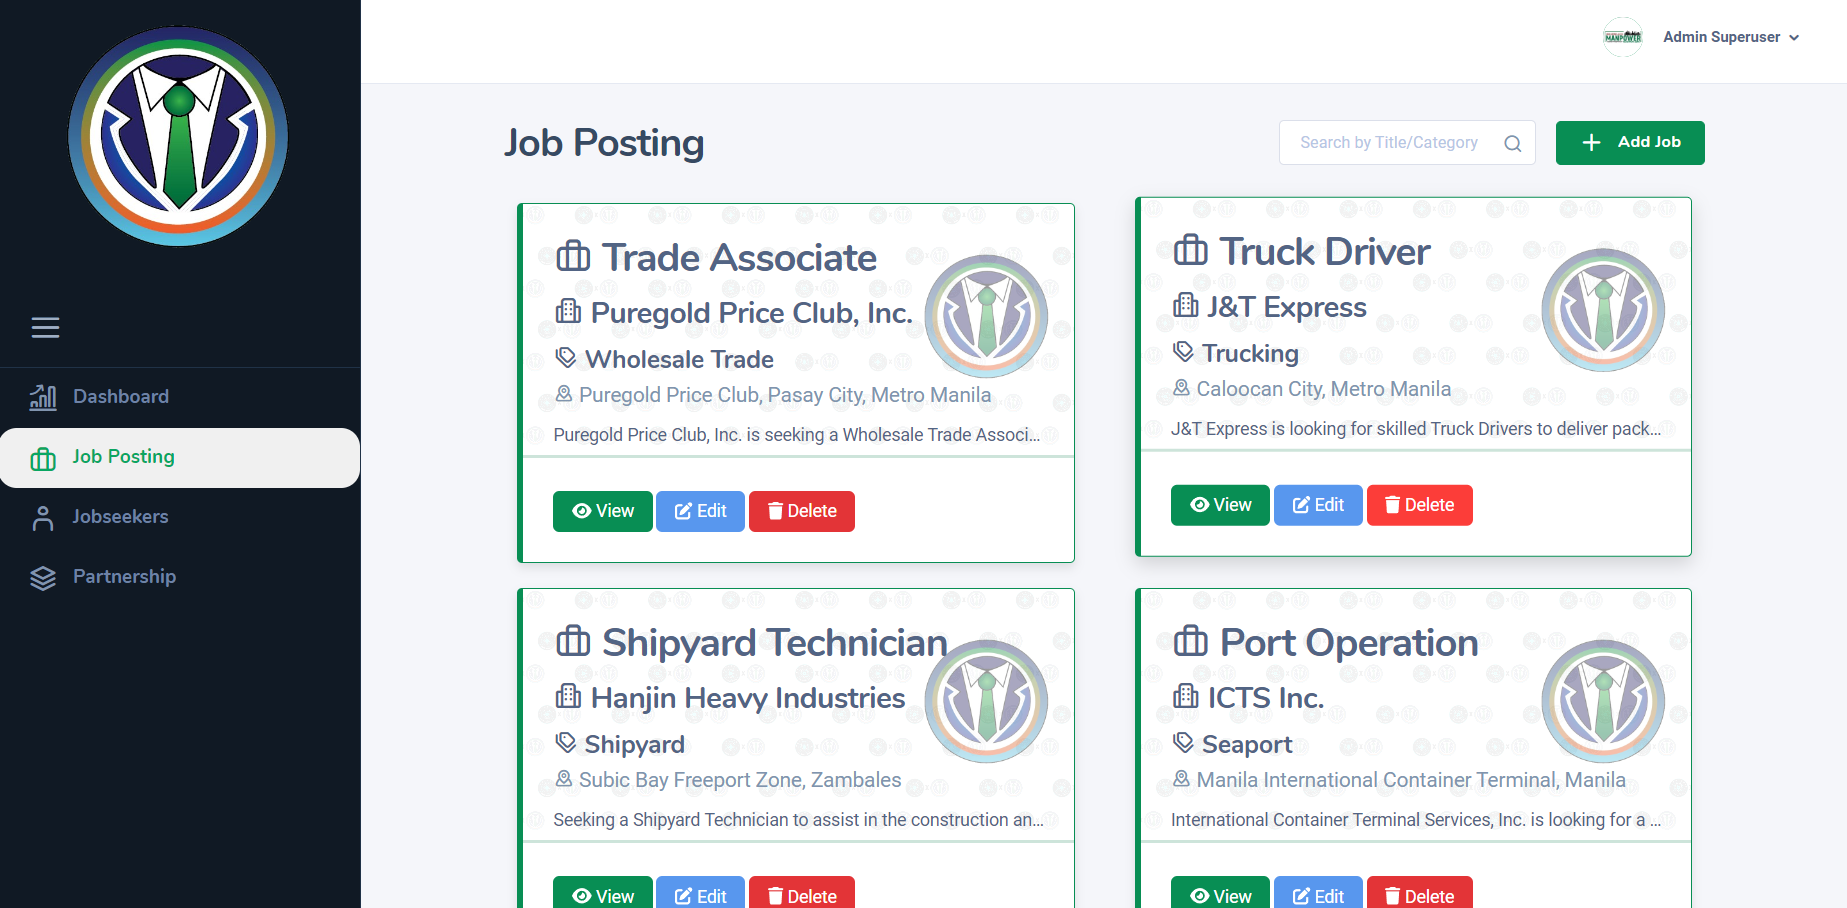 MANPOWER
Admin Superuser
Job Posting
Search by Title/Category
Add Job
Dashboard
Job Posting
Jobseekers
Partnership
Trade Associate
Puregold Price Club, Inc.
Wholesale Trade
Puregold Price Club, Pasay City, Metro Manila
Puregold Price Club, Inc. is seeking a Wholesale Trade Associ...
View Edit Delete
Truck Driver
J&T Express
Trucking
Caloocan City, Metro Manila
J&T Express is looking for skilled Truck Drivers to deliver pack...
View Edit Delete
Shipyard Technician
Hanjin Heavy Industries
Shipyard
Subic Bay Freeport Zone, Zambales
Seeking a Shipyard Technician to assist in the construction an...
View Edit Delete
Port Operation
ICTS Inc.
Seaport
Manila International Container Terminal, Manila
International Container Terminal Services, Inc. is looking for a ...
View Edit Delete